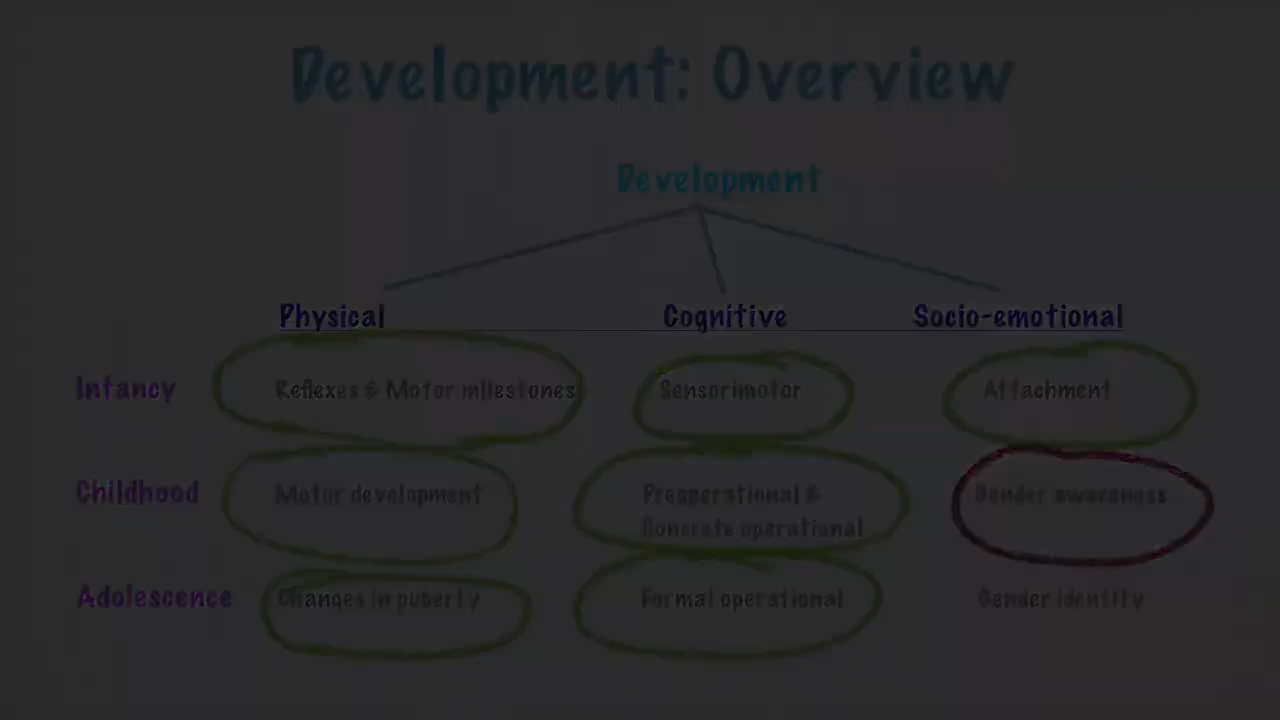 Development: Overview
Development
Physical Cognitive Socio-emotional
Infancy Reflexes & Motor milestones Sensorimotor Attachment
Childhood Motor development Preoperational & Gender awareness
Concrete operational
Adolescence Changes in puberty Formal operational Gender identity